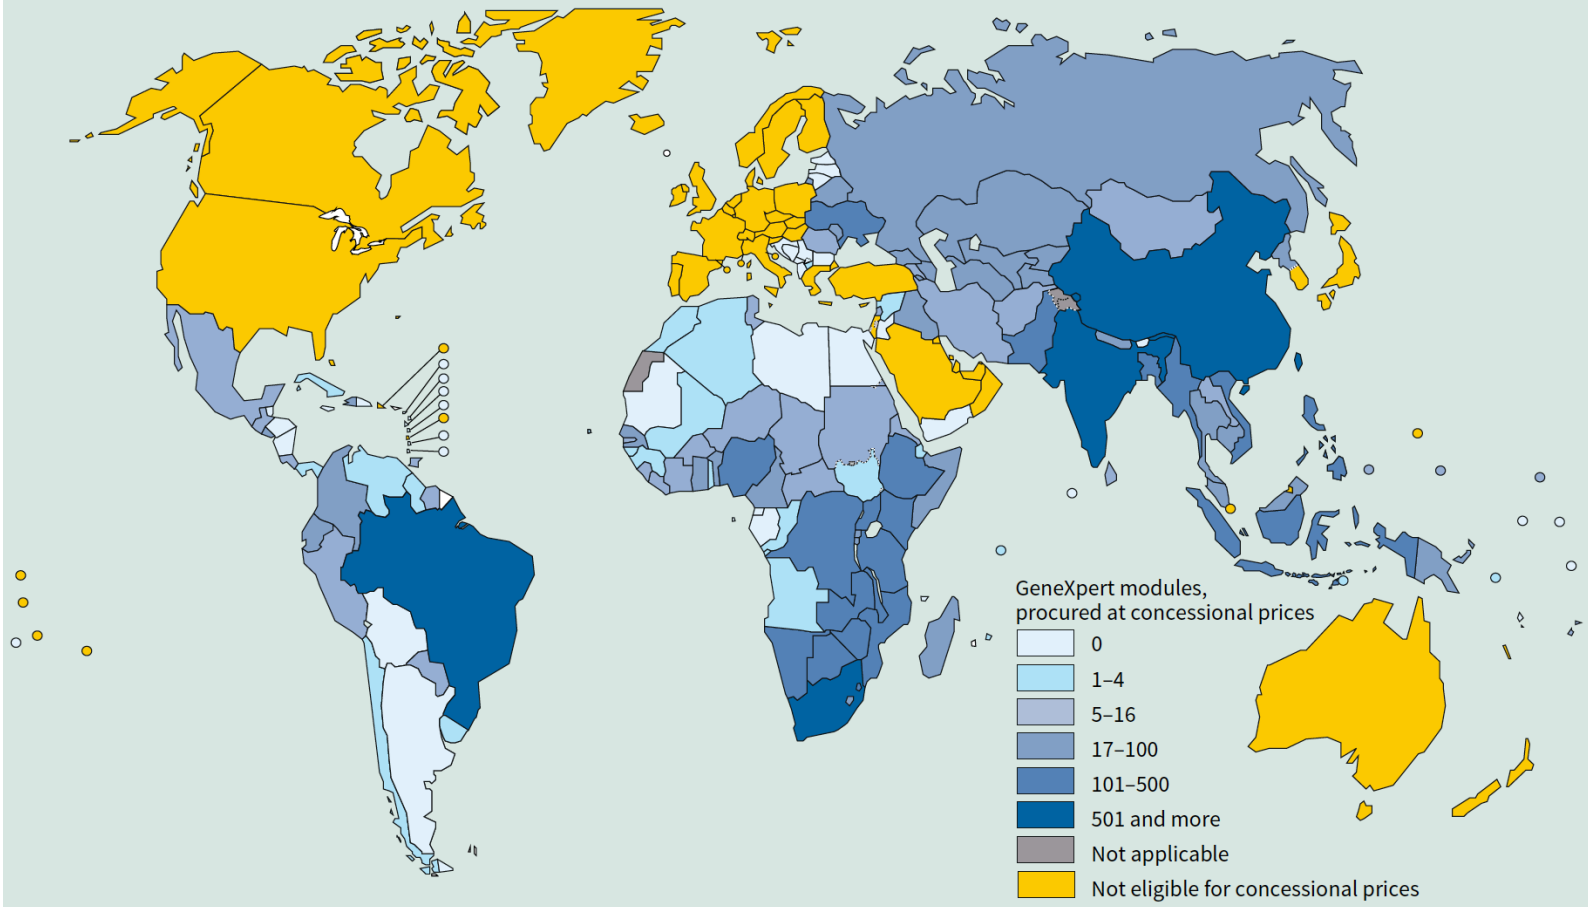 GeneXpert modules,
procured at concessional prices
0
1–4
5–16
17–100
101–500
501 and more
Not applicable
Not eligible for concessional prices